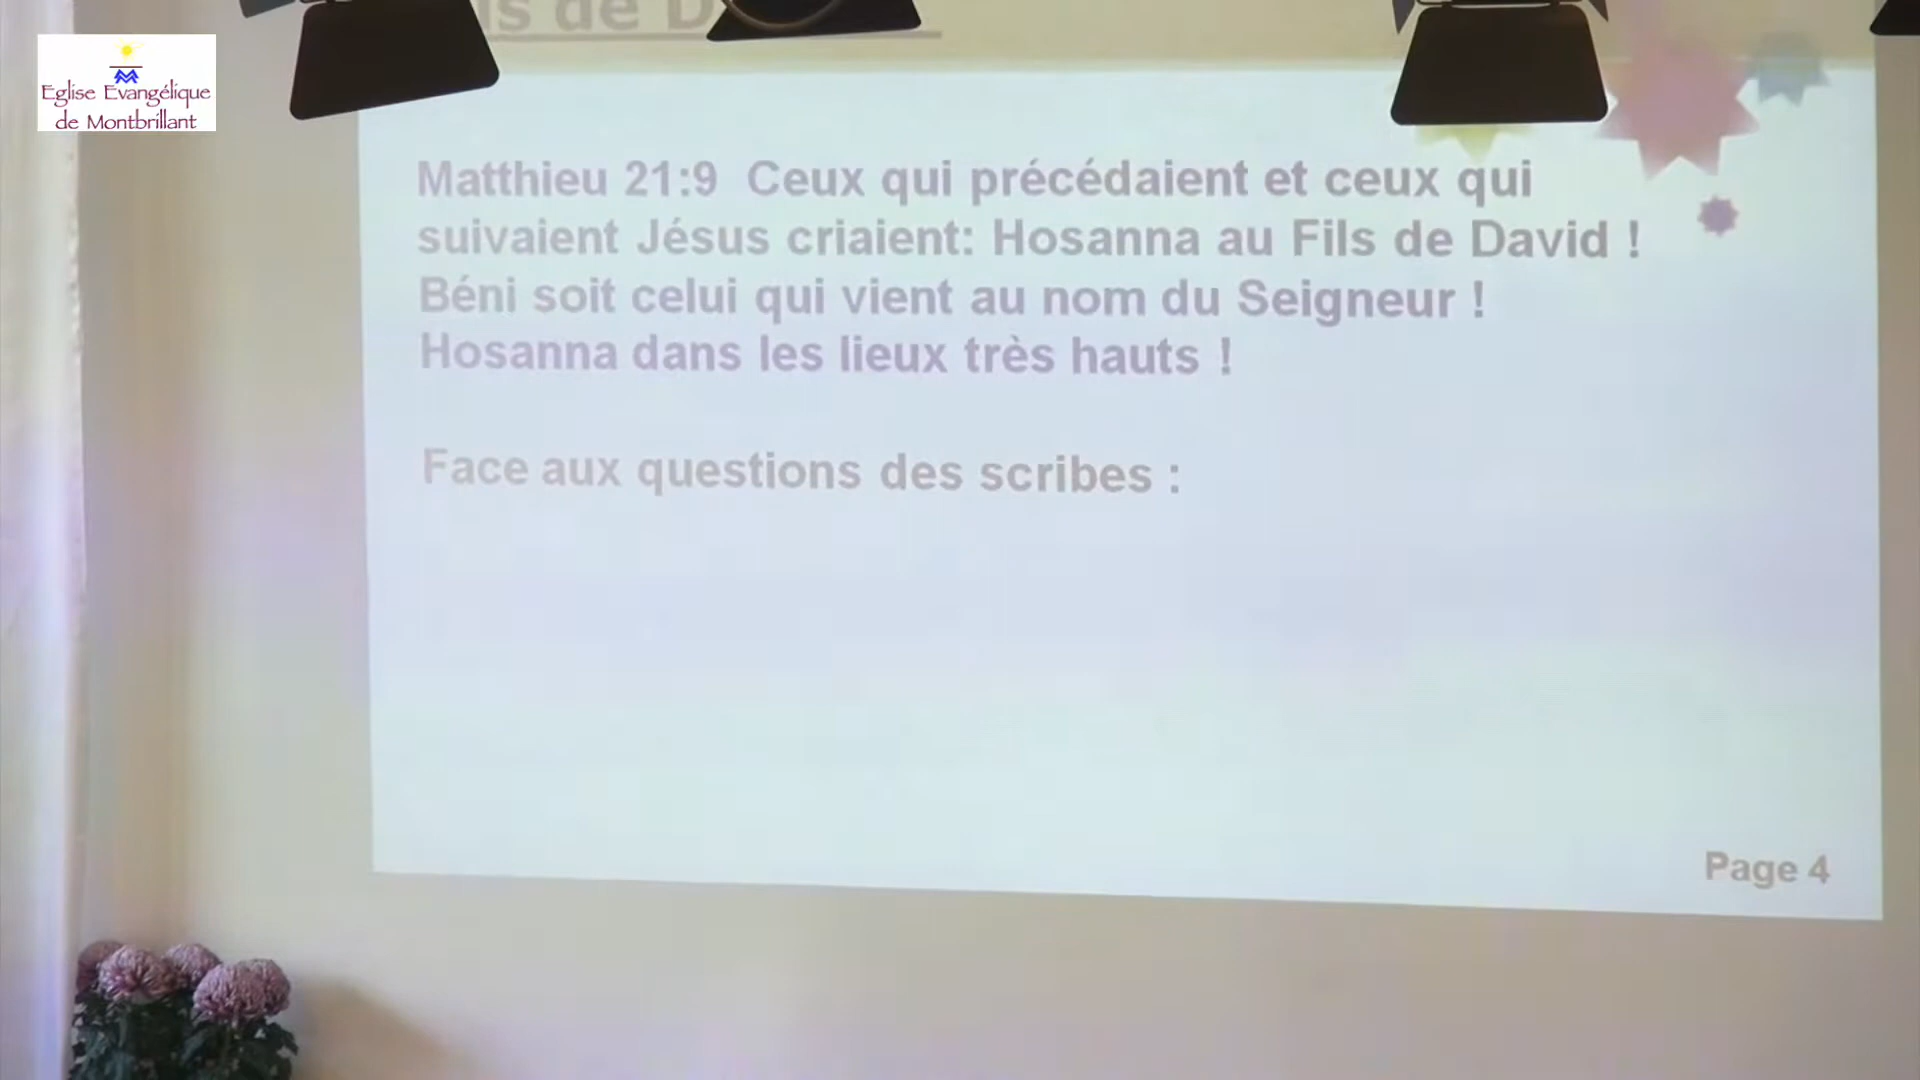 Eglise Evangélique
de Montbrillant
de
Matthieu 21:9 Ceux qui précédaient et ceux qui
suivaient Jésus criaient: Hosanna au Fils de David !
Béni soit celui qui vient au nom du Seigneur !
Hosanna dans les lieux très hauts !
Face aux questions des scribes :
Page 4